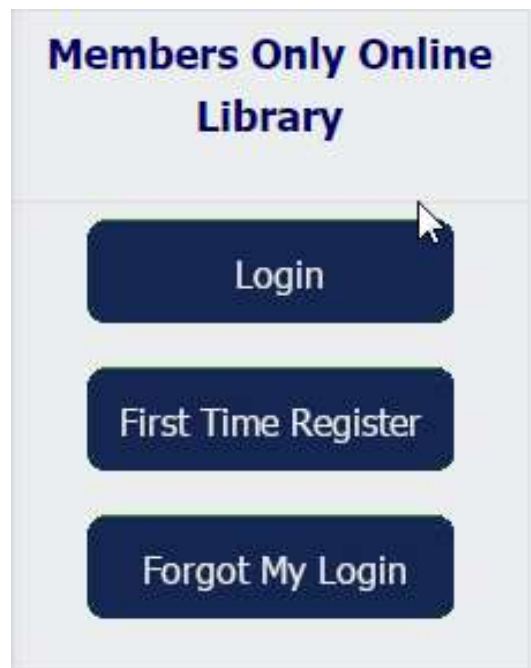 Members Only Online
Library
Login
First Time Register
Forgot My Login